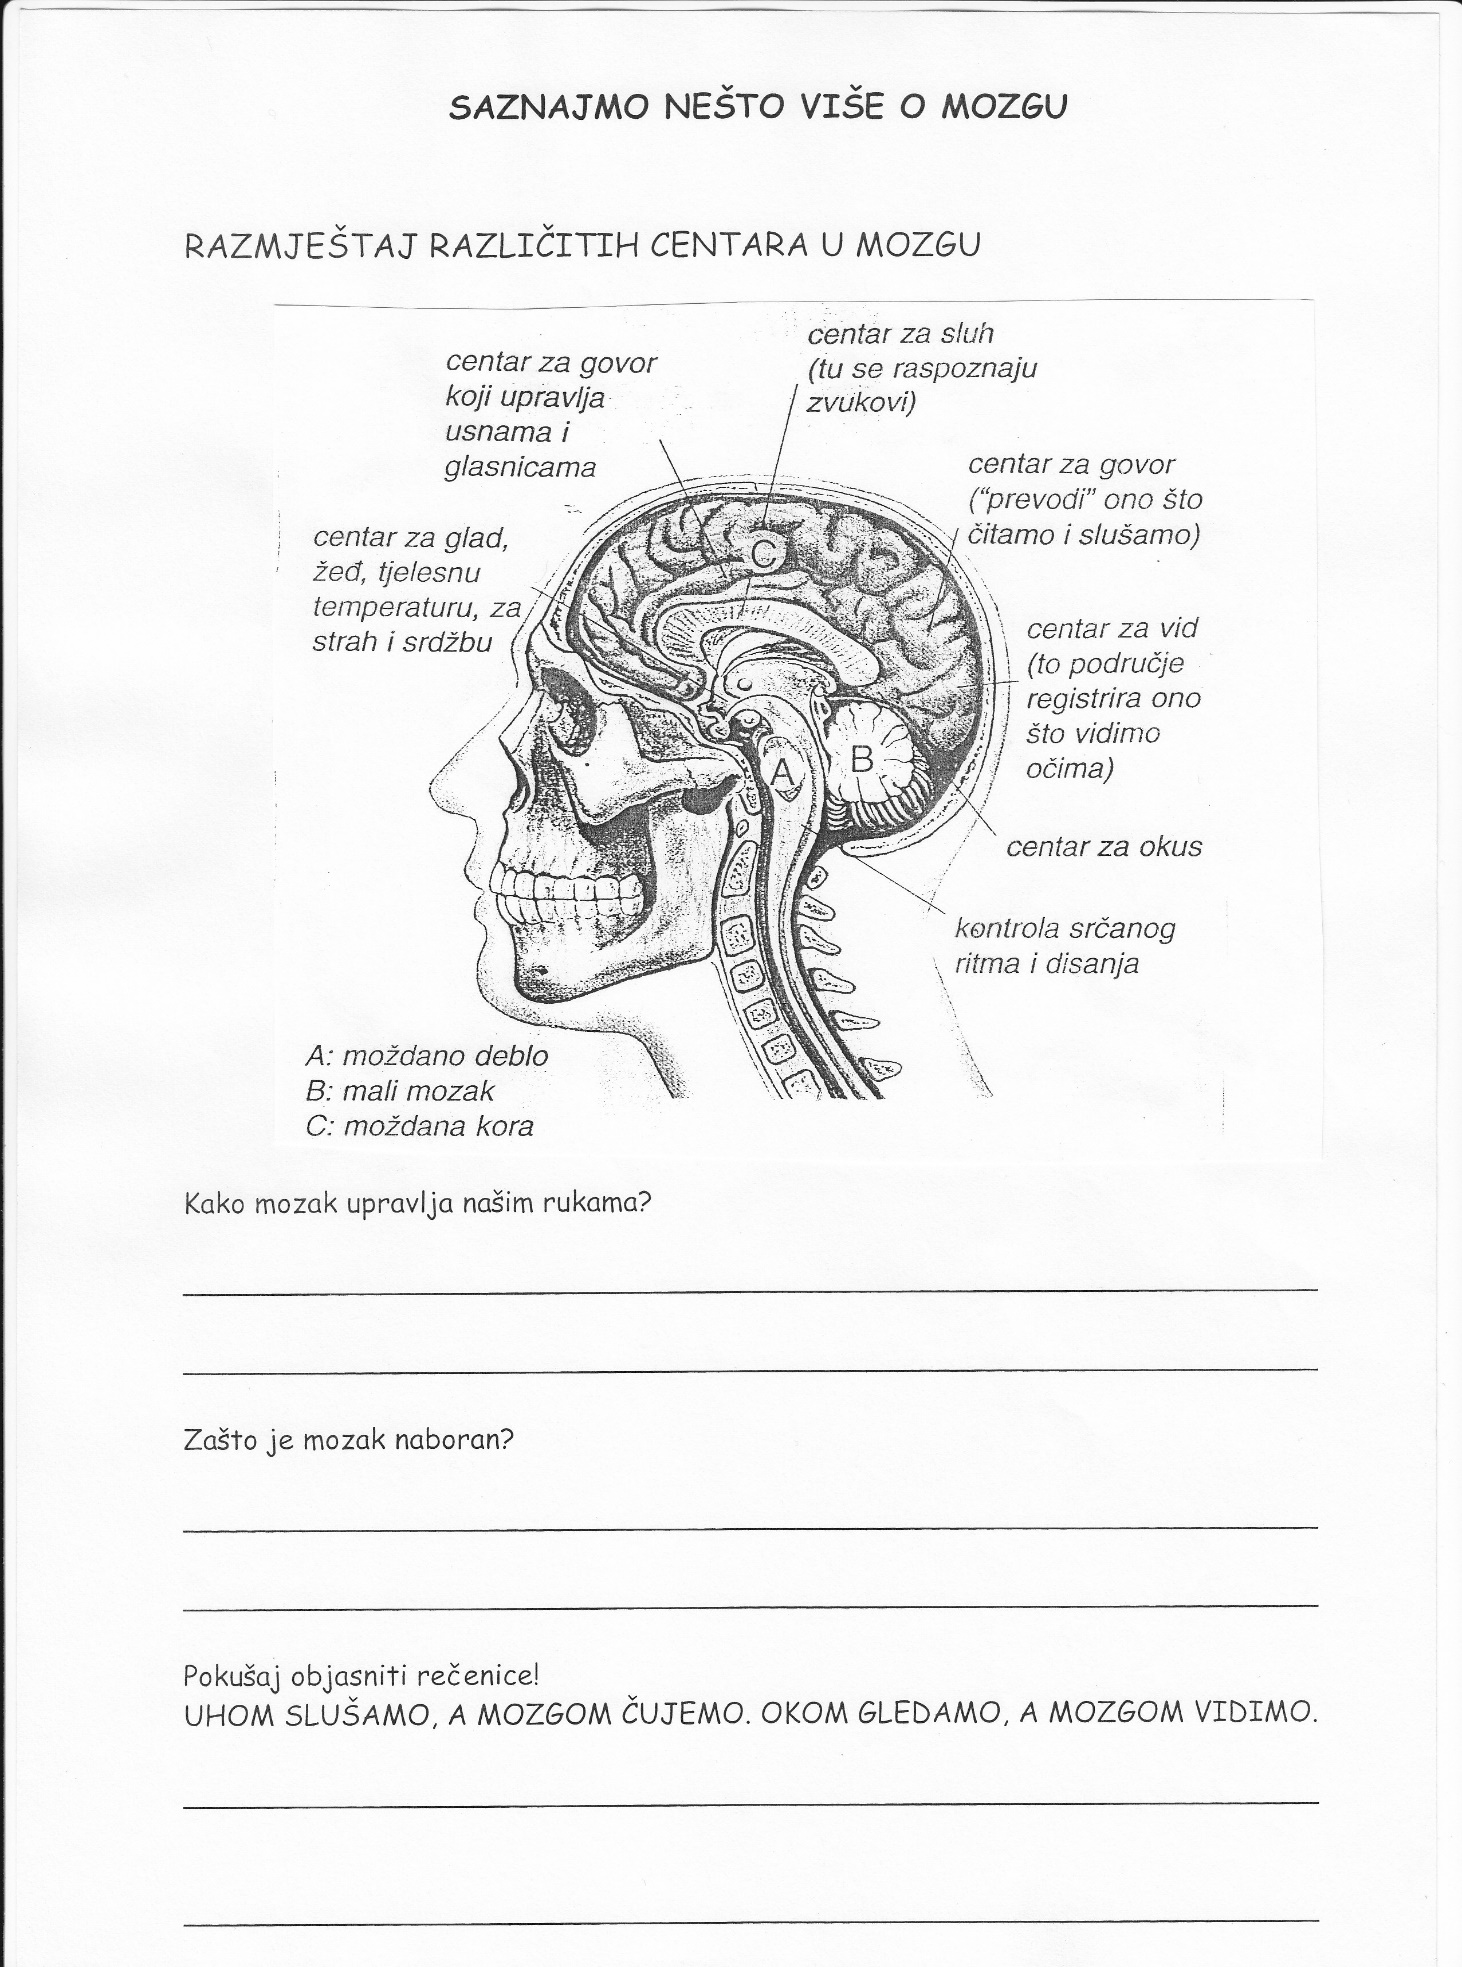 SAZNAJMO NEŠTO VIŠE O MOZGU
RAZMJEŠTAJ RAZLIČITIH CENTARA U MOZGU
centar za sluh
(tu se raspoznaju
zvukovi)
centar za govor
koji upravlja
usnama i
glasnicama
centar za govor
("prevodi" ono što
čitamo i slušamo)
centar za glad,
žeđ, tjelesnu
temperaturu, za
strah i srdžbu
C
centar za vid
(to područje
registrira ono
što vidimo
očima)
A
B
centar za okus
kontrola srčanog
ritma i disanja
A: moždano deblo
B: mali mozak
C: moždana kora
Kako mozak upravlja našim rukama?
Zašto je mozak naboran?
Pokušaj objasniti rečenice!
UHOM SLUŠAMO, A MOZGOM ČUJEMO. OKOM GLEDAMO, A MOZGOM VIDIMO.